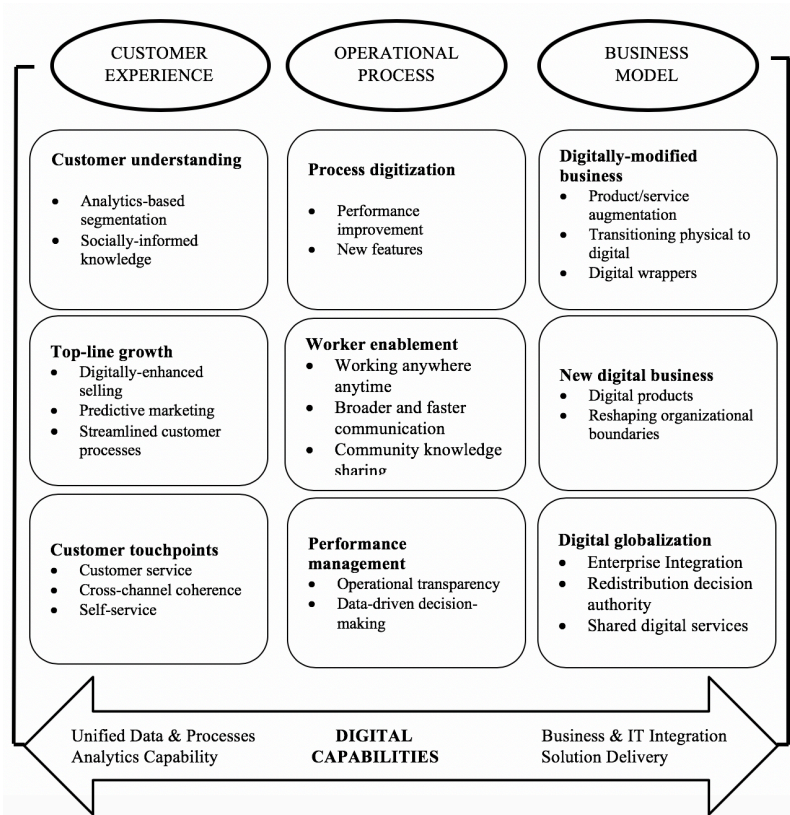 CUSTOMER
EXPERIENCE
OPERATIONAL
PROCESS
BUSINESS
MODEL
Customer understanding
• Analytics-based
segmentation
• Socially-informed
knowledge
Process digitization
• Performance
improvement
• New features
Digitally-modified
business
• Product/service
augmentation
• Transitioning physical to
digital
• Digital wrappers
Top-line growth
• Digitally-enhanced
selling
• Predictive marketing
• Streamlined customer
processes
Worker enablement
• Working anywhere
anytime
• Broader and faster
communication
• Community knowledge
sharing
New digital business
• Digital products
• Reshaping organizational
boundaries
Customer touchpoints
• Customer service
• Cross-channel coherence
• Self-service
Performance
management
• Operational transparency
• Data-driven decision-
making
Digital globalization
• Enterprise Integration
• Redistribution decision
authority
• Shared digital services
Unified Data & Processes
Analytics Capability
DIGITAL
CAPABILITIES
Business & IT Integration
Solution Delivery